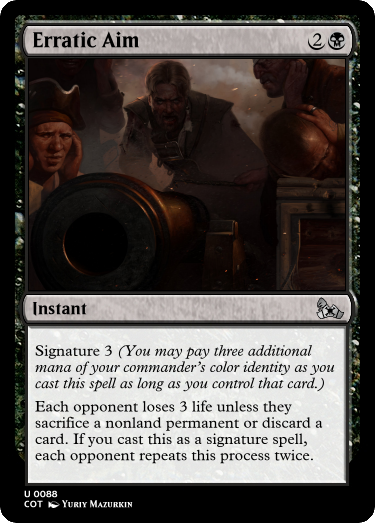 Erratic Aim 2
Instant
Signature 3 (You may pay three additional
mana of your commander's color identity as you
cast this spell as long as you control that card.)
Each opponent loses 3 life unless they
sacrifice a nonland permanent or discard a
card. If you cast this as a signature spell,
each opponent repeats this process twice.
U 0088
COT Yuriy Mazurkin